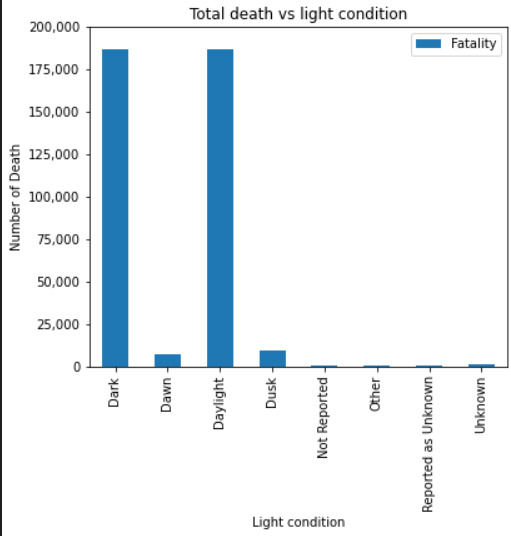 Total death vs light condition
Fatality
Number of Death
200,000
175,000
150,000
125,000
100,000
75,000
50,000
25,000
0
Dark
Dawn
Daylight
Dusk
Not Reported
Other
Reported as Unknown
Unknown
Light condition